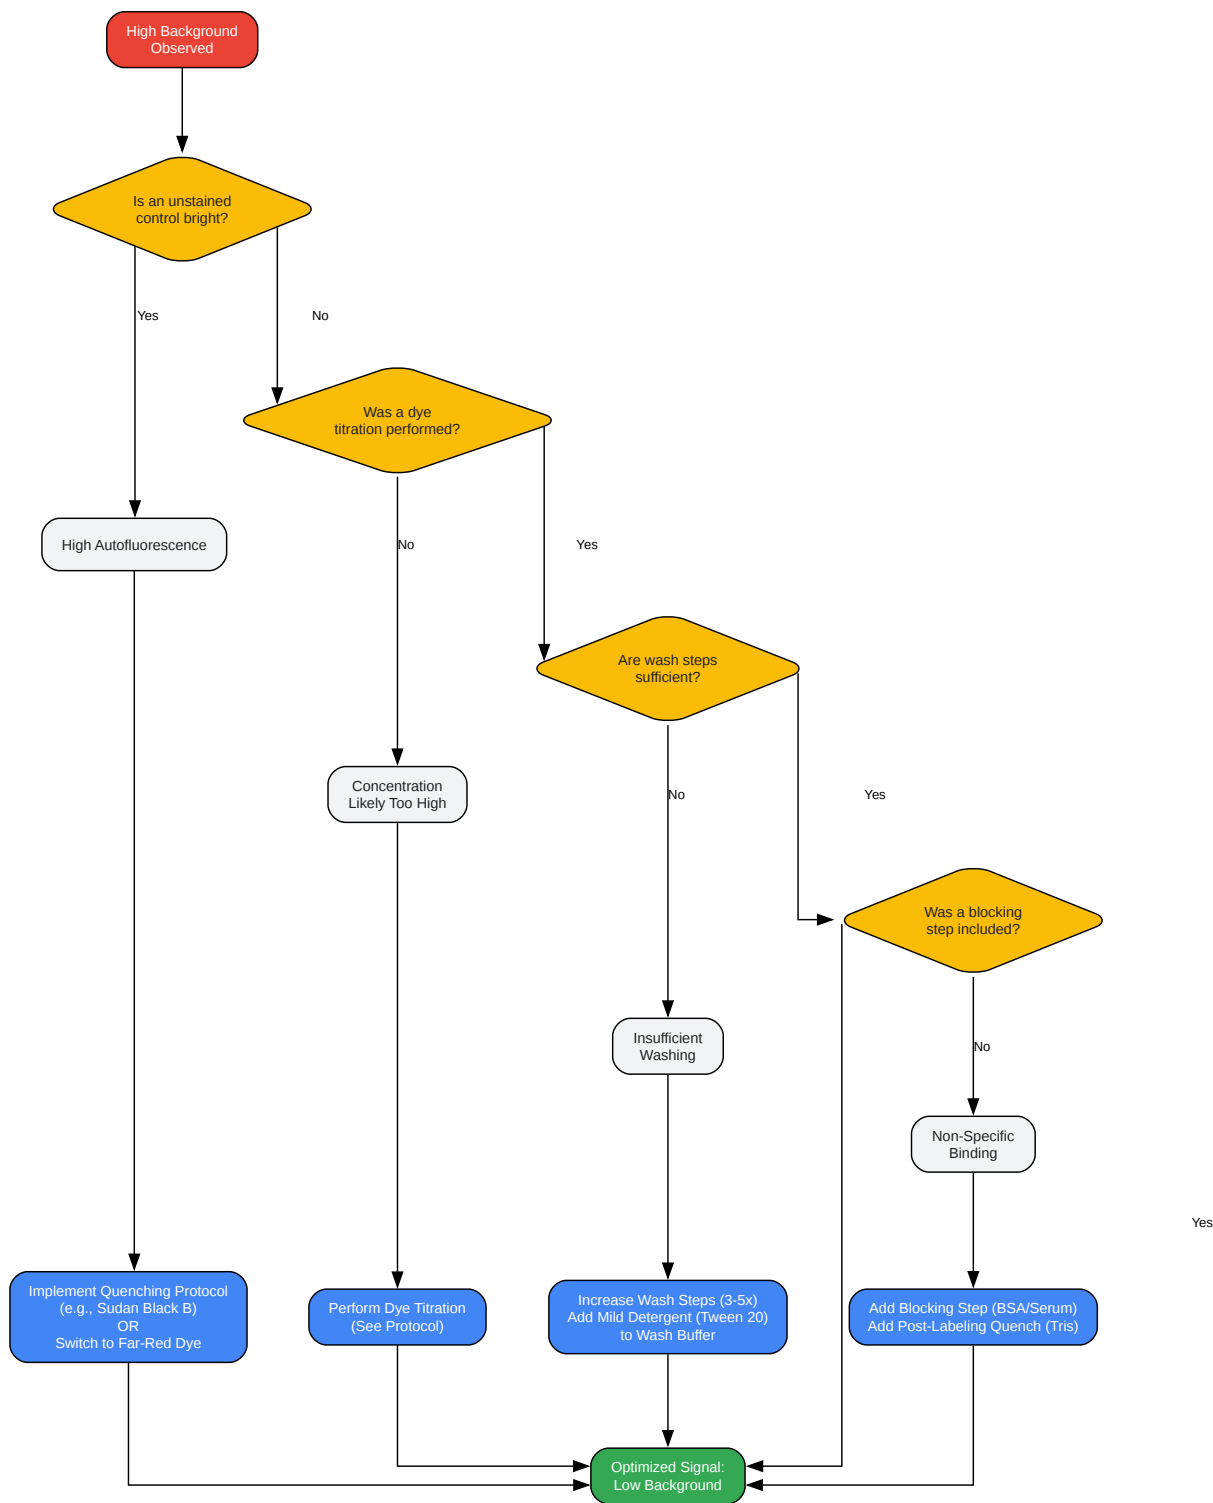 High Background
Observed
Is an unstained
control bright?
Yes
No
Was a dye
titration performed?
High Autofluorescence
No
Yes
Are wash steps
sufficient?
Concentration
Likely Too High
No
Yes
Was a blocking
step included?
Insufficient
Washing
No
Non-Specific
Binding
Yes
Implement Quenching Protocol
(e.g., Sudan Black B)
OR
Switch to Far-Red Dye
Perform Dye Titration
(See Protocol)
Increase Wash Steps (3-5x)
Add Mild Detergent (Tween 20)
to Wash Buffer
Add Blocking Step (BSA/Serum)
Add Post-Labeling Quench (Tris)
Optimized Signal:
Low Background